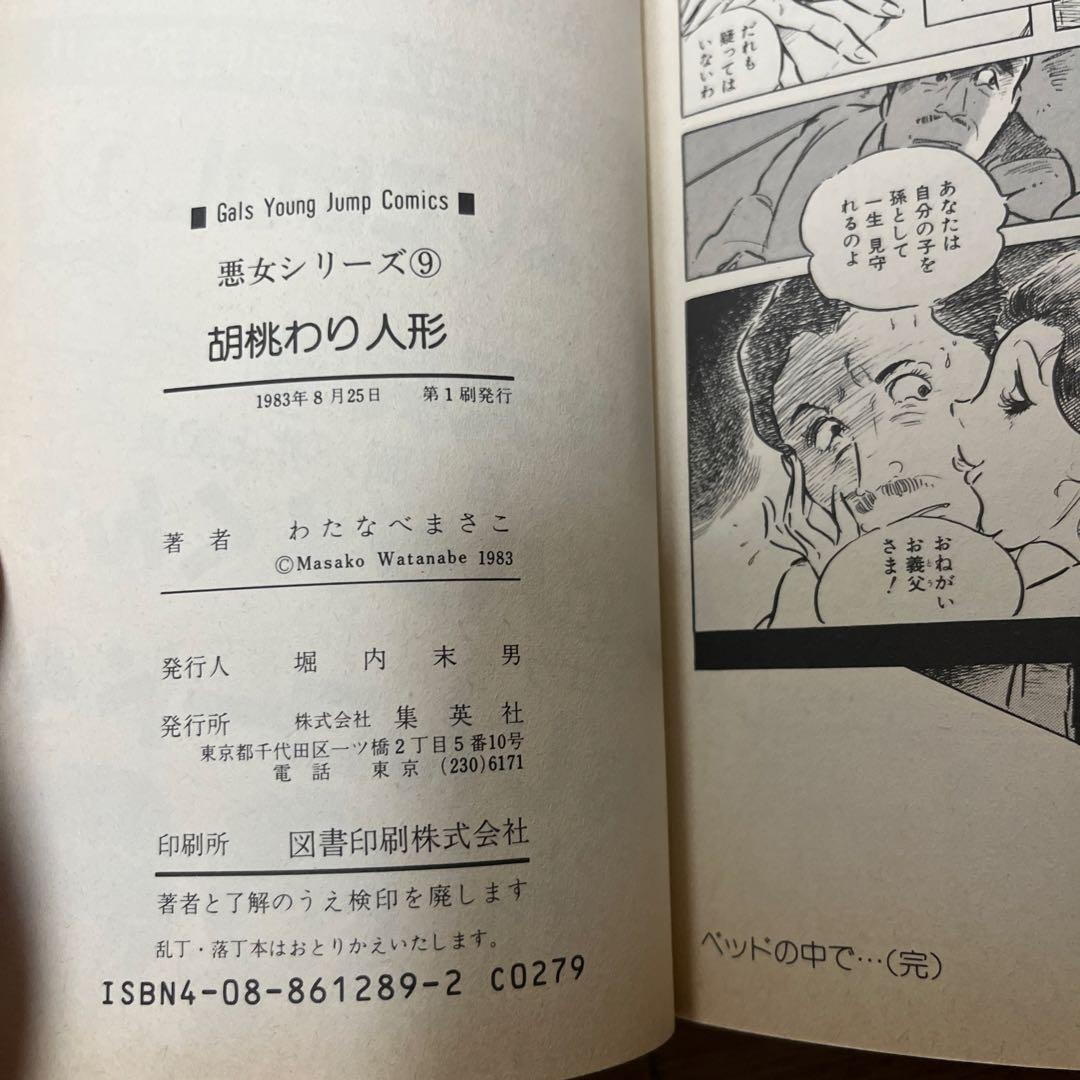 ■ Gals Young Jump Comics ■
悪女シリーズ⑨
胡桃わり人形
1983年8月25日 第1刷発行
著者 わたなべまさこ
©Masako Watanabe 1983
発行人 堀内末男
発行所 株式会社 集英社
東京都千代田区一ツ橋2丁目5番10号
電話 東京 (230)6171
印刷所 図書印刷株式会社
著者と了解のうえ検印を廃します
乱丁・落丁本はおとりかえいたします。
ISBN4-08-861289-2 C0279
だれも
疑っては
いないわ
あなたは
自分の子を
孫として
一生 見守
れるのよ
おねがい
お義父
とう
さま!
ベッドの中で…(完)